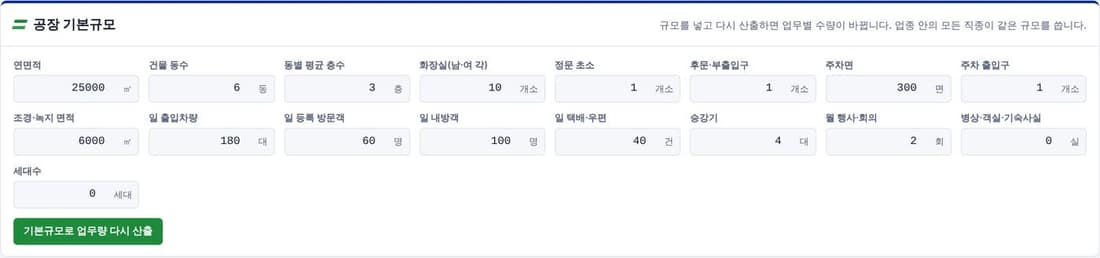 공장 기본규모
규모를 넣고 다시 산출하면 업무별 수량이 바뀝니다. 업종 안의 모든 직종이 같은 규모를 씁니다.
연면적 건물 동수 동별 평균 층수 화장실(남·여 각) 정문 초소 후문·부출입구 주차면 주차 출입구
25000 ㎡ 6 동 3 층 10 개소 1 개소 1 개소 300 면 1 개소
조경·녹지 면적 일 출입차량 일 등록 방문객 일 내방객 일 택배·우편 승강기 월 행사·회의 병상·객실·기숙사실
6000 ㎡ 180 대 60 명 100 명 40 건 4 대 2 회 0 실
세대수
0 세대
기본규모로 업무량 다시 산출